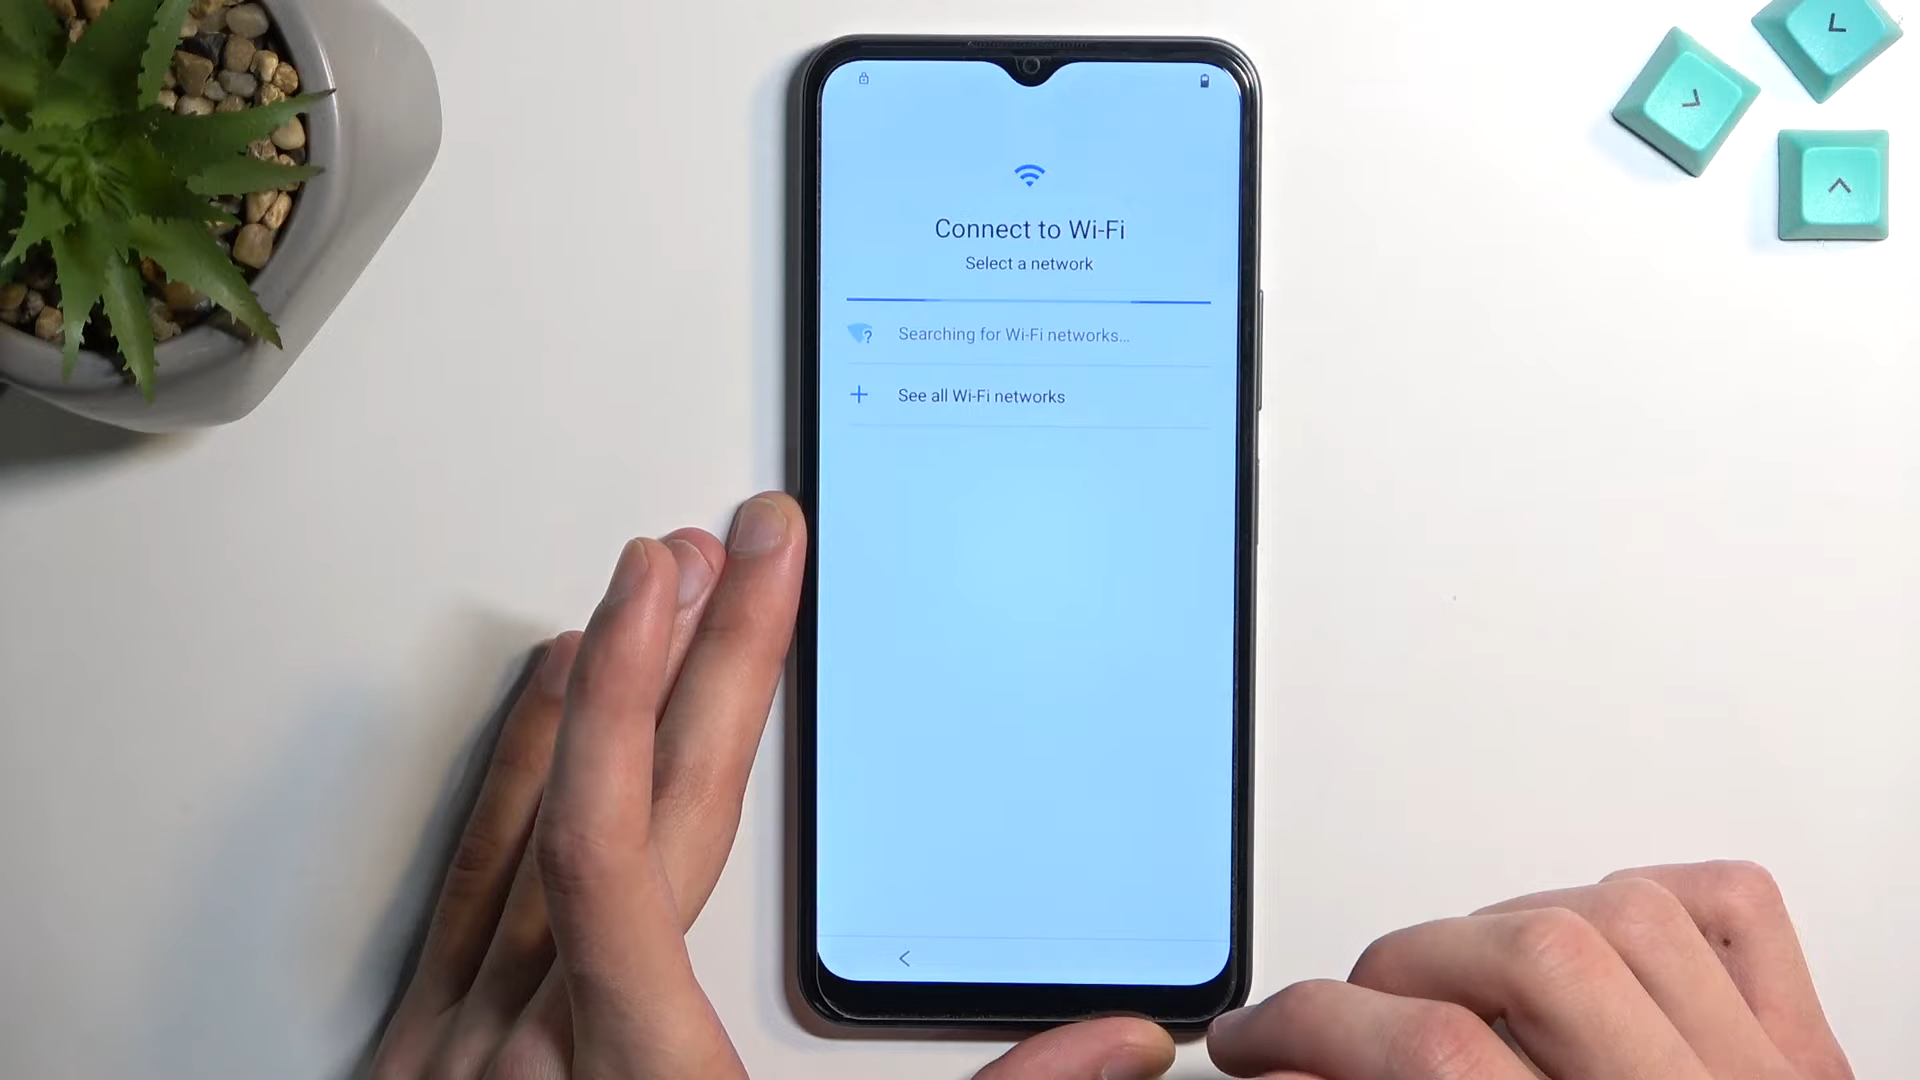 Connect to Wi-Fi
Select a network
Searching for Wi-Fi networks...
See all Wi-Fi networks